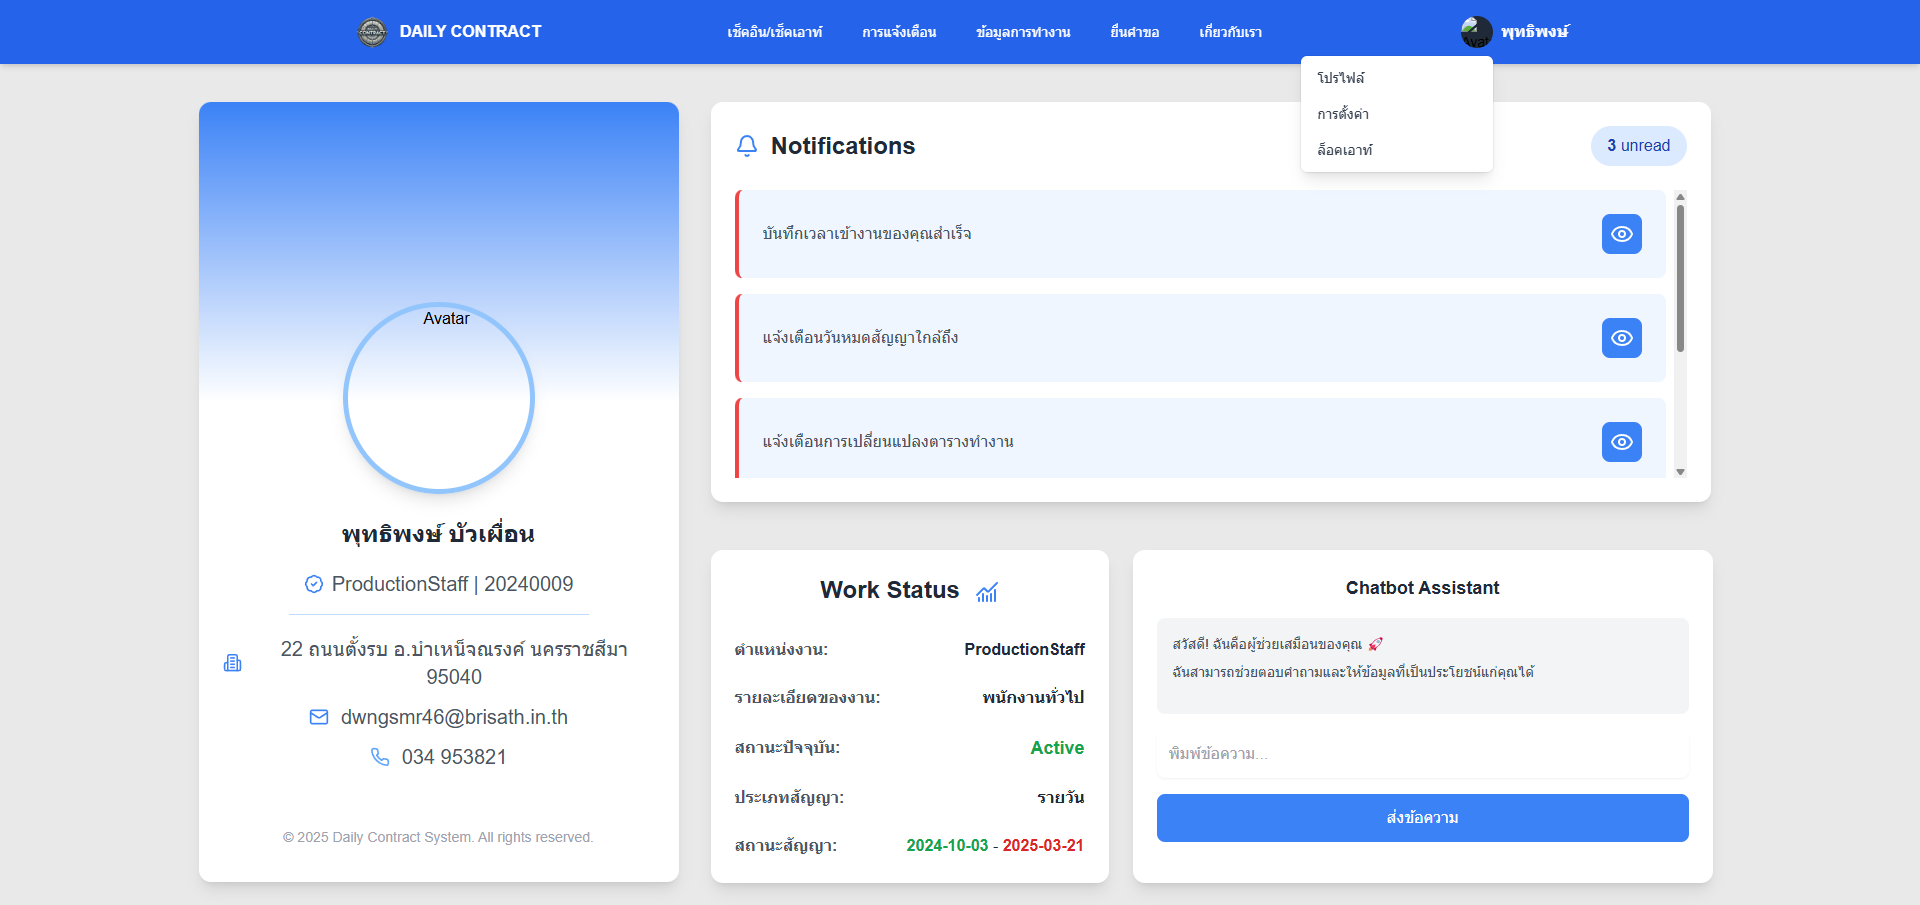 DAILY CONTRACT
เช็คอิน/เช็คเอาท์
การแจ้งเตือน
ข้อมูลการทำงาน
ยื่นคำขอ
เกี่ยวกับเรา
พุทธิพงษ์
โปรไฟล์
การตั้งค่า
ล็อคเอาท์
Avatar
พุทธิพงษ์ บัวเผื่อน
ProductionStaff | 20240009
22 ถนนตั้งรบ อ.บำเหน็จณรงค์ นครราชสีมา
95040
dwngsmr46@brisath.in.th
034 953821
© 2025 Daily Contract System. All rights reserved.
Notifications
3 unread
บันทึกเวลาเข้างานของคุณสำเร็จ
แจ้งเตือนวันหมดสัญญาใกล้ถึง
แจ้งเตือนการเปลี่ยนแปลงตารางทำงาน
Work Status
ตำแหน่งงาน: ProductionStaff
รายละเอียดของงาน: พนักงานทั่วไป
สถานะปัจจุบัน: Active
ประเภทสัญญา: รายวัน
สถานะสัญญา: 2024-10-03 - 2025-03-21
Chatbot Assistant
สวัสดี! ฉันคือผู้ช่วยเสมือนของคุณ 🚀
ฉันสามารถช่วยตอบคำถามและให้ข้อมูลที่เป็นประโยชน์แก่คุณได้
พิมพ์ข้อความ...
ส่งข้อความ